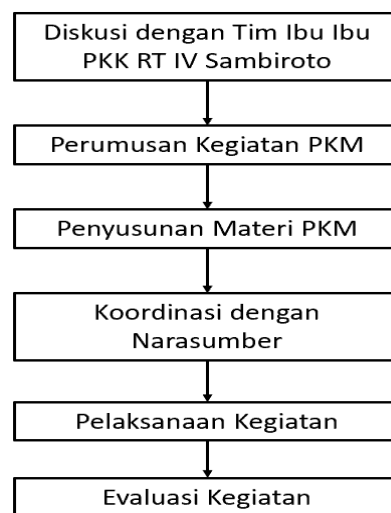 Diskusi dengan Tim Ibu Ibu
PKK RT IV Sambiroto
Perumusan Kegiatan PKM
Penyusunan Materi PKM
Koordinasi dengan
Narasumber
Pelaksanaan Kegiatan
Evaluasi Kegiatan